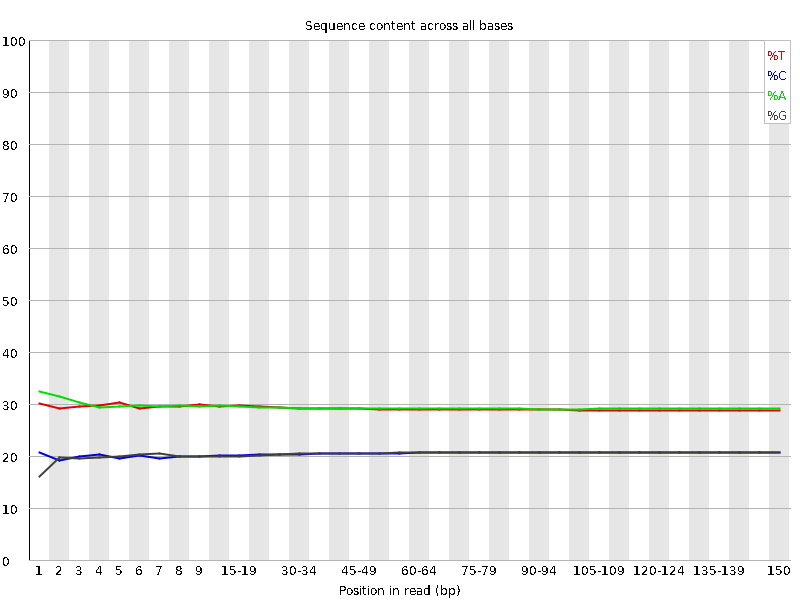 Sequence content across all bases
100
90
80
70
60
50
40
30
20
10
0
%T
%C
%A
%G
1 2 3 4 5 6 7 8 9 15-19 30-34 45-49 60-64 75-79 90-94 105-109 120-124 135-139 150
Position in read (bp)